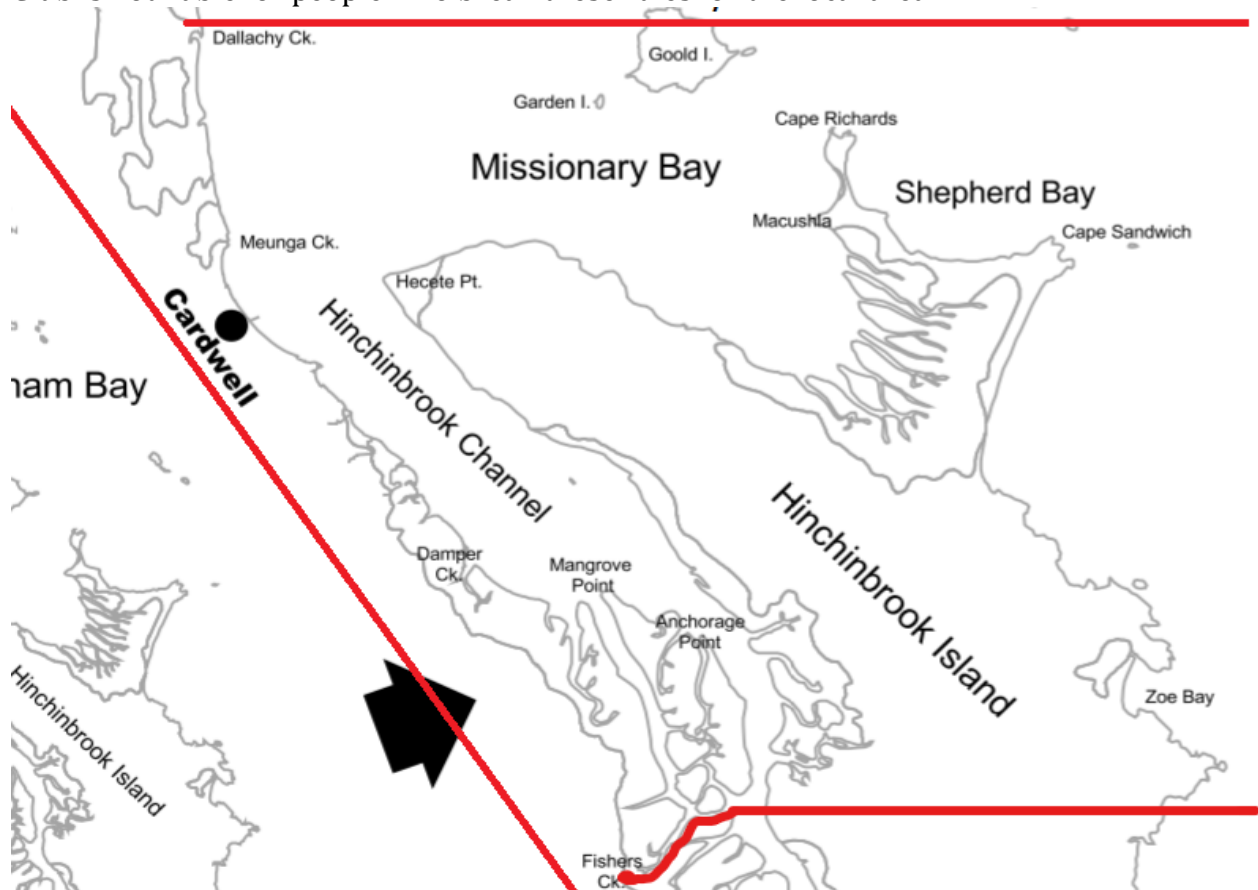 Dallachy Ck.
Goold I.
Garden I.
Cape Richards
Missionary Bay
Shepherd Bay
Macushla
Cape Sandwich
Meunga Ck.
Hecete Pt.
Cardwell
Hinchinbrook Channel
ham Bay
Damper
Ck.
Mangrove
Point
Anchorage
Point
Hinchinbrook Island
Zoe Bay
Hinchinbrook Island
Fishers
Ck.